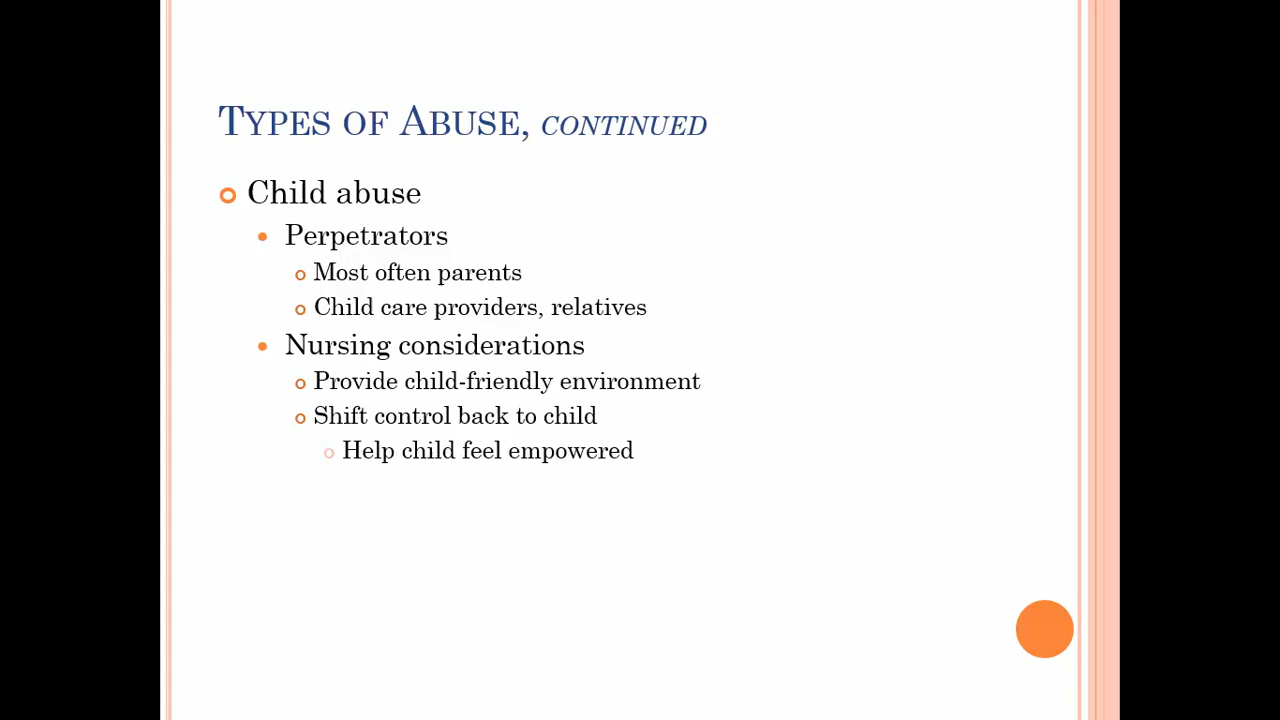 Types of Abuse, continued
Child abuse
Perpetrators
Most often parents
Child care providers, relatives
Nursing considerations
Provide child-friendly environment
Shift control back to child
Help child feel empowered